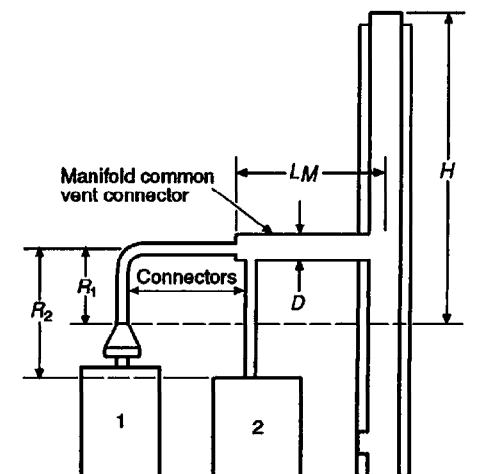 Manifold common
vent connector
LM
H
Connectors
R1
R2
D
1
2